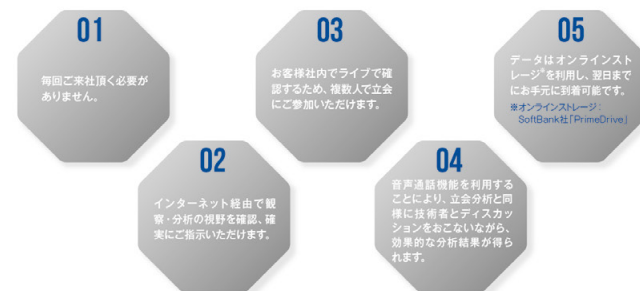 01
毎回ご来社頂く必要が
ありません。
02
インターネット経由で観
察・分析の視野を確認、確
実にご指示いただけます。
03
お客様社内でライブで確
認するため、複数人で立会
にご参加いただけます。
04
音声通話機能を利用する
ことにより、立会分析と同
様に技術者とディスカッ
ションをおこないながら、
効果的な分析結果が得ら
れます。
05
データはオンラインスト
レージ※を利用し、翌日まで
にお手元に到着可能です。
※オンラインストレージ：
SoftBank社「PrimeDrive」